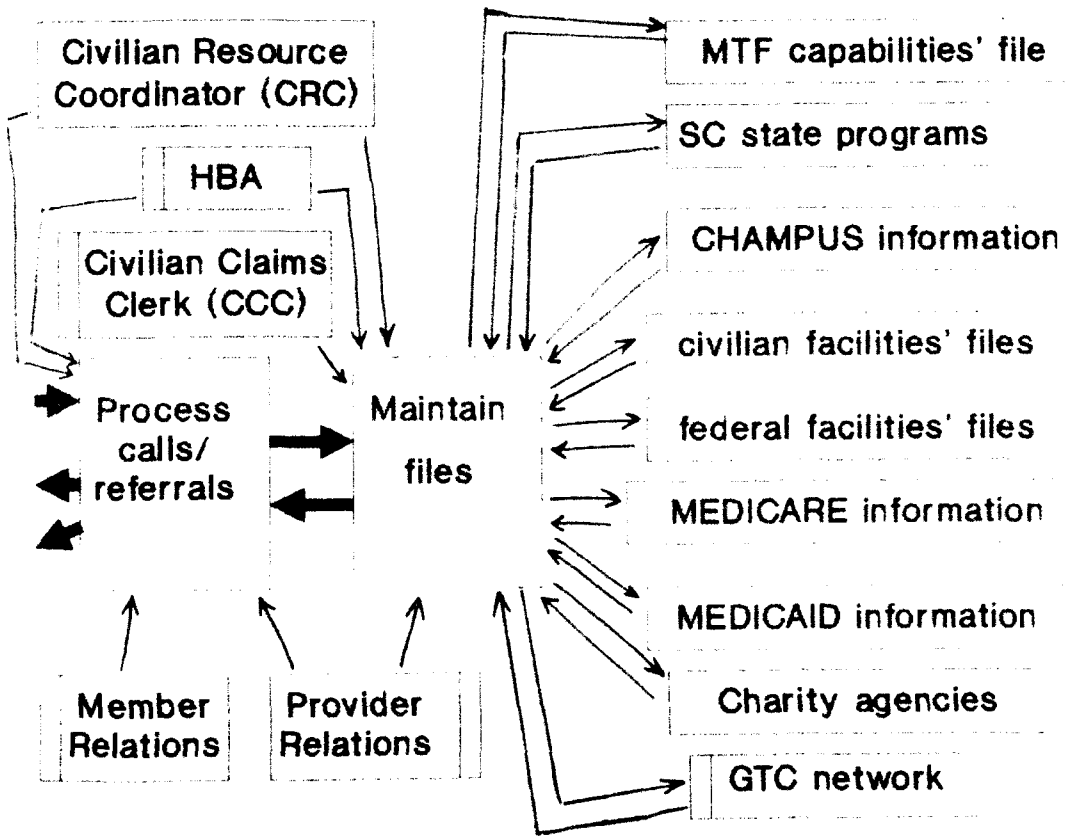 Civilian Resource
Coordinator (CRC)
HBA
Civilian Claims
Clerk (CCC)
Process
calls/
referrals
Maintain
files
Member
Relations
Provider
Relations
MTF capabilities' file
SC state programs
CHAMPUS information
civilian facilities' files
federal facilities' files
MEDICARE information
MEDICAID information
Charity agencies
GTC network